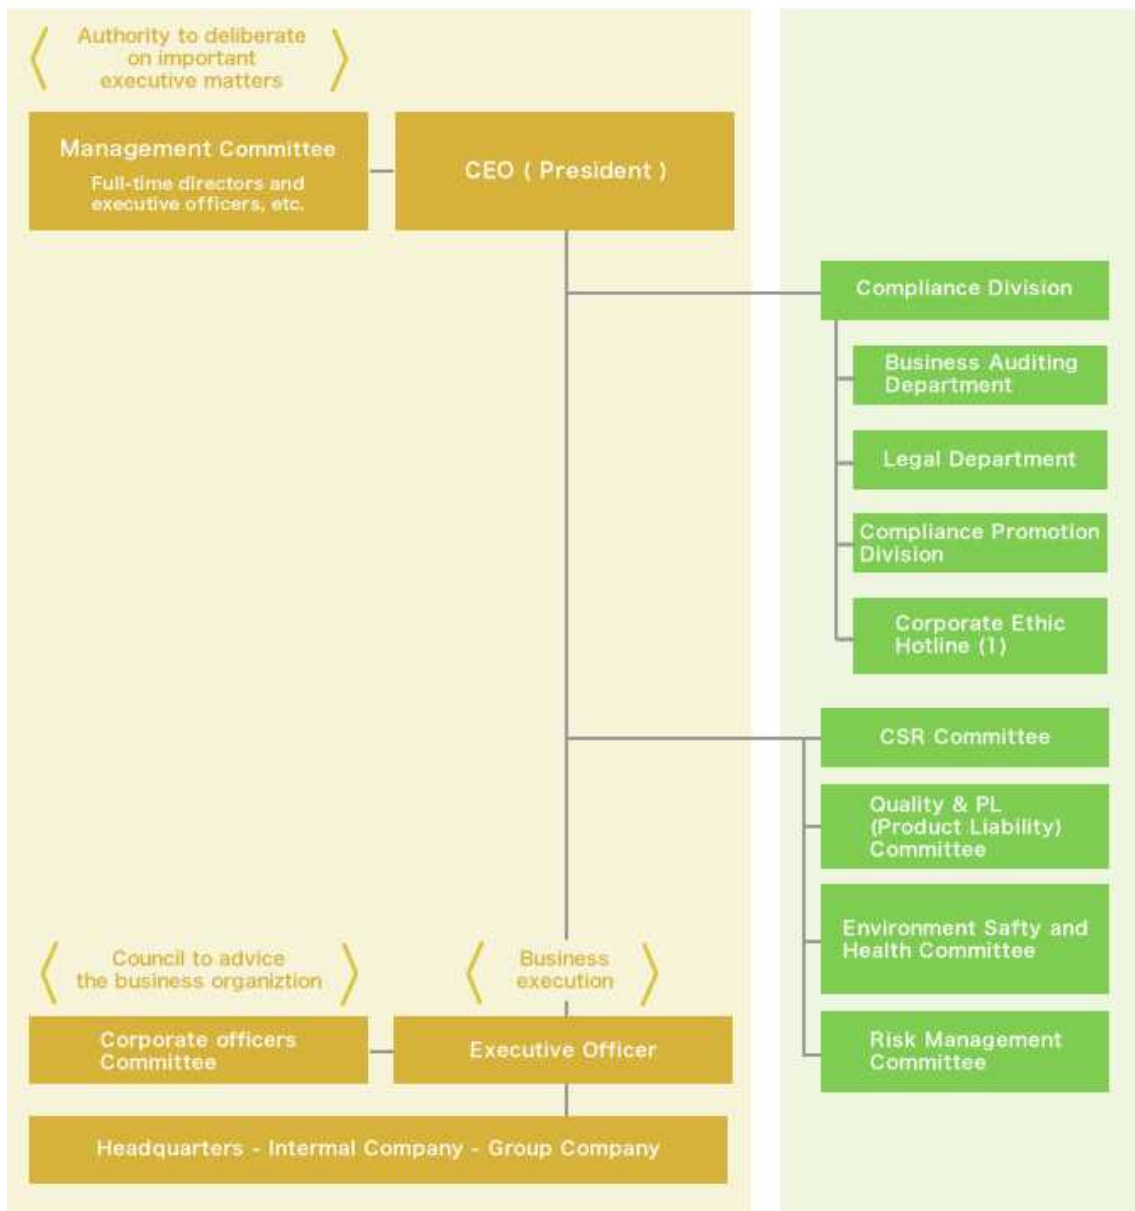 Authority to deliberate
on important
executive matters
Management Committee
Full-time directors and
executive officers, etc.
CEO ( President )
Compliance Division
Business Auditing
Department
Legal Department
Compliance Promotion
Division
Corporate Ethic
Hotline (1)
CSR Committee
Quality & PL
(Product Liability)
Committee
Environment Safty and
Health Committee
Risk Management
Committee
Council to advice
the business organiztion
Business
execution
Corporate officers
Committee
Executive Officer
Headquarters - Intermal Company - Group Company